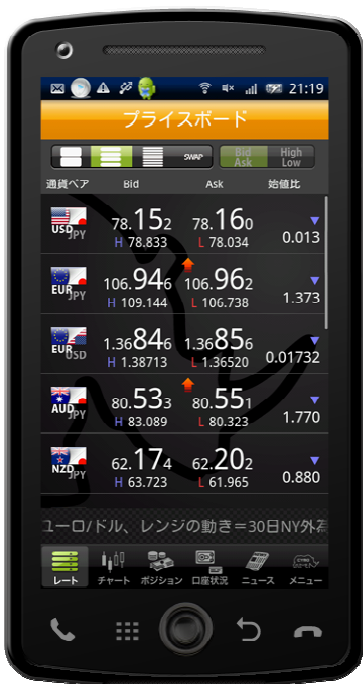 21:19
プライスボード
SWAP Bid Ask High Low
通貨ペア Bid Ask 始値比
USD JPY 78.152 78.160 0.013
H 78.833 L 78.034
EUR JPY 106.946 106.962 1.373
H 109.144 L 106.738
EUR USD 1.36846 1.36856 0.01732
H 1.38713 L 1.36520
AUD JPY 80.533 80.551 1.770
H 83.089 L 80.323
NZD JPY 62.174 62.202 0.880
H 63.723 L 61.965
ユーロ/ドル、レンジの動き=30日NY外為
レート チャート ポジション 口座状況 ニュース メニュー